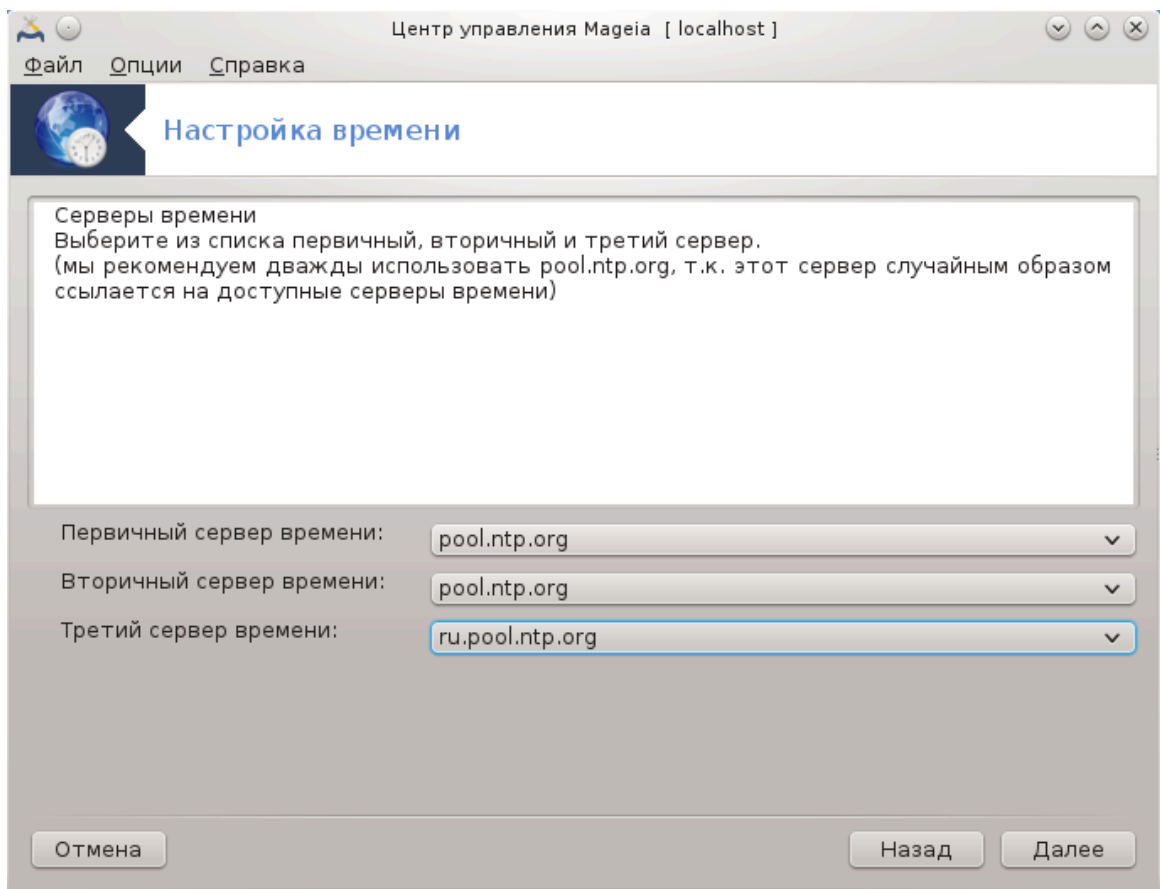 Центр управления Mageia [ localhost ]
Файл Опции Справка
Настройка времени
Серверы времени
Выберите из списка первичный, вторичный и третий сервер.
(мы рекомендуем дважды использовать pool.ntp.org, т.к. этот сервер случайным образом
ссылается на доступные серверы времени)
Первичный сервер времени: pool.ntp.org
Вторичный сервер времени: pool.ntp.org
Третий сервер времени: ru.pool.ntp.org
Отмена Назад Далее